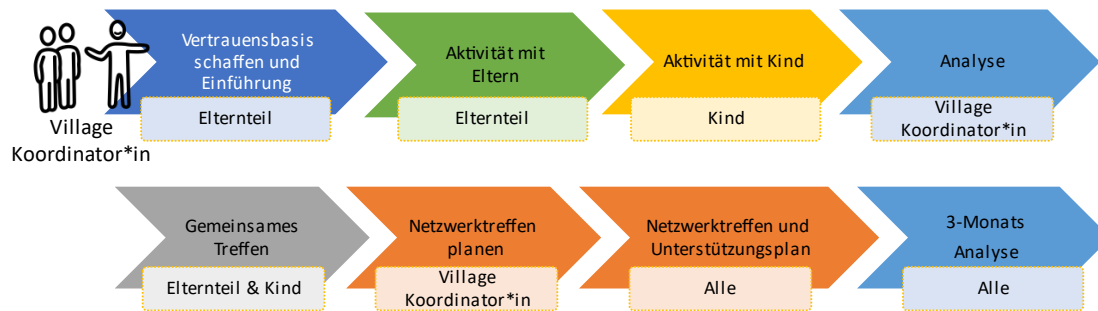 Vertrauensbasis
schaffen und
Einführung
Elternteil
Aktivität mit
Eltern
Elternteil
Aktivität mit Kind
Kind
Analyse
Village
Koordinator*in
Village
Koordinator*in
Gemeinsames
Treffen
Elternteil & Kind
Netzwerktreffen
planen
Village
Koordinator*in
Netzwerktreffen und
Unterstützungsplan
Alle
3-Monats
Analyse
Alle